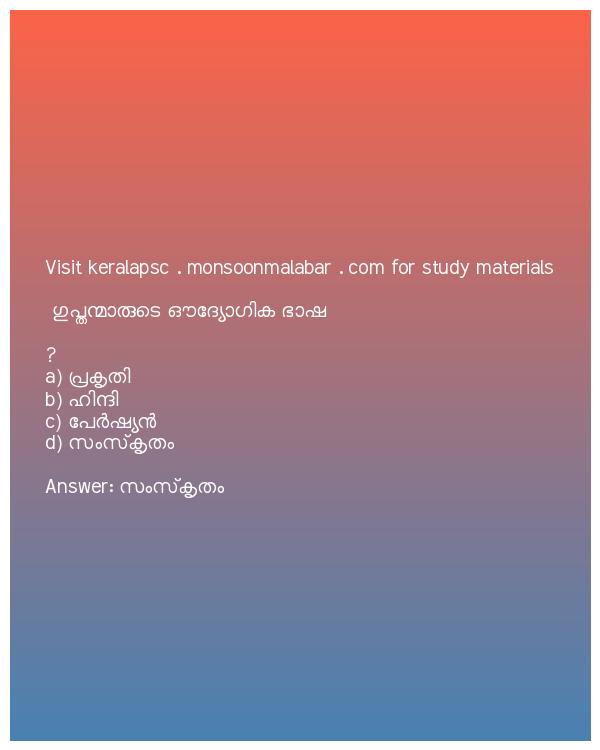 Visit keralapsc . monsoonmalabar . com for study materials
ഗുപ്തന്മാരുടെ ഔദ്യോഗിക ഭാഷ
?
a) പ്രകൃതി
b) ഹിന്ദി
c) പേർഷ്യൻ
d) സംസ്കൃതം
Answer: സംസ്കൃതം